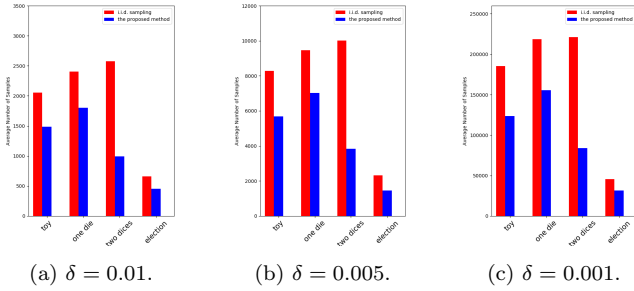 i.i.d. sampling
the proposed method
Average Number of Samples
3500
3000
2500
2000
1500
1000
500
0
toy
one die
two dices
election
(a) δ = 0.01.
i.i.d. sampling
the proposed method
Average Number of Samples
12000
10000
8000
6000
4000
2000
0
toy
one die
two dices
election
(b) δ = 0.005.
i.i.d. sampling
the proposed method
Average Number of Samples
250000
200000
150000
100000
50000
0
toy
one die
two dices
election
(c) δ = 0.001.